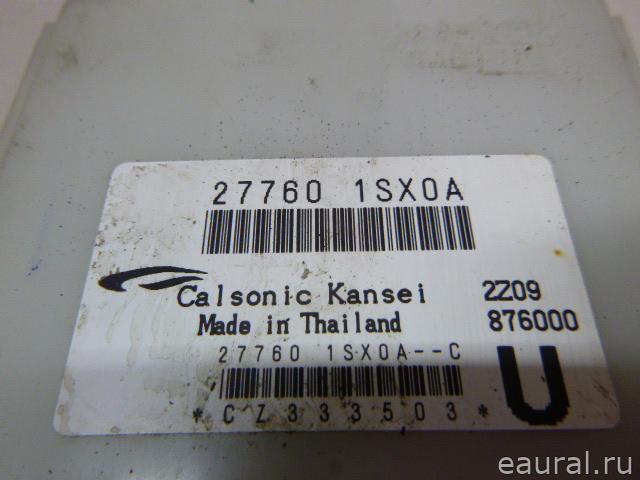 27760 1SX0A
Calsonic Kansei 2Z09
Made in Thailand 876000
27760 1SX0A--C
U
*CZ333503*
eaural.ru